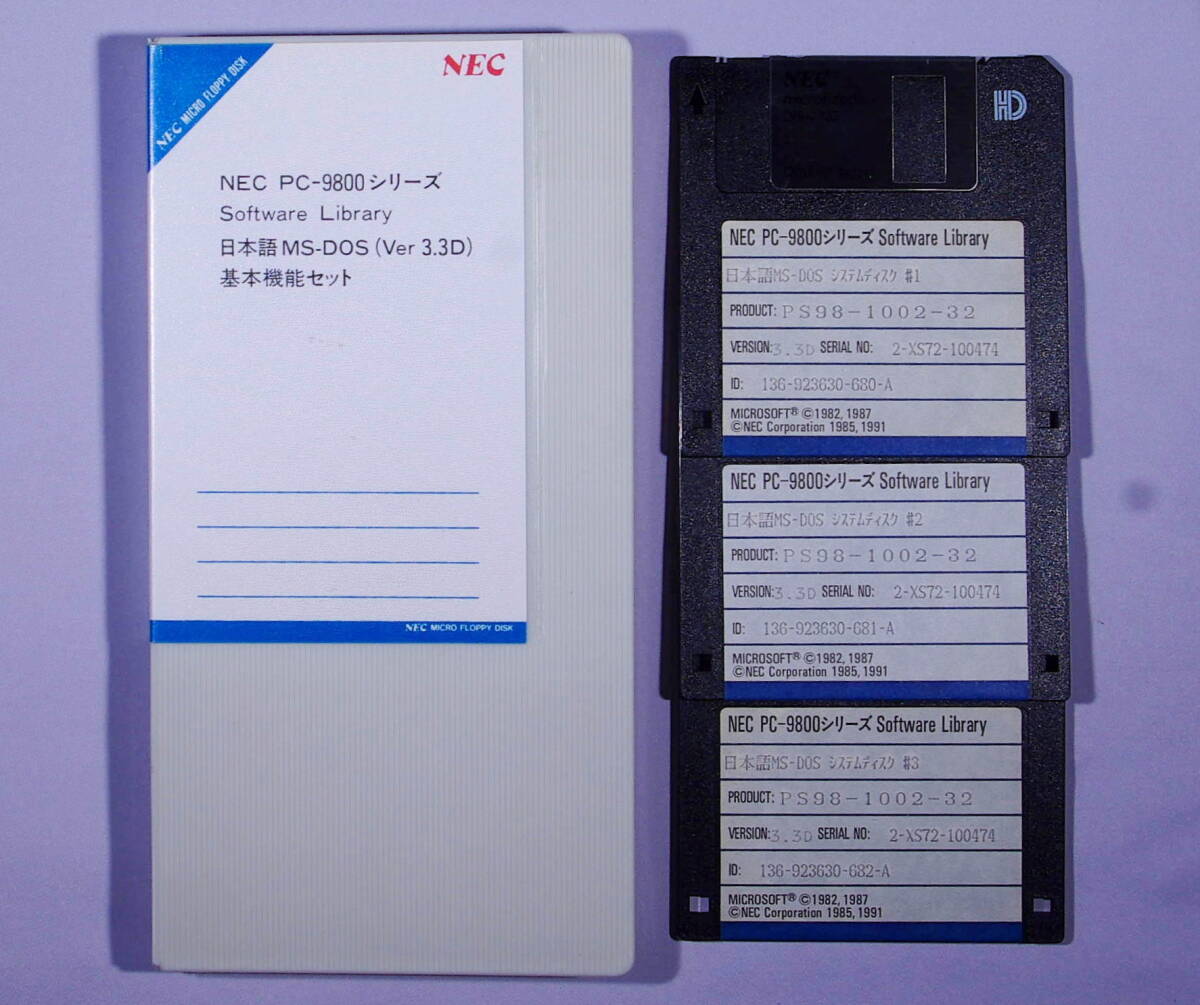 NEC MICRO FLOPPY DISK
NEC
NEC PC-9800シリーズ
Software Library
日本語MS-DOS(Ver 3.3D)
基本機能セット
NEC MICRO FLOPPY DISK
NEC
HD
NEC PC-9800シリーズ Software Library
日本語MS-DOS ｼｽﾃﾑﾃﾞｨｽｸ #1
PRODUCT: PS98-1002-32
VERSION: 3.3D SERIAL NO: 2-XS72-100474
ID: 136-923630-680-A
MICROSOFT® ©1982, 1987
©NEC Corporation 1985, 1991
NEC PC-9800シリーズ Software Library
日本語MS-DOS ｼｽﾃﾑﾃﾞｨｽｸ #2
PRODUCT: PS98-1002-32
VERSION: 3.3D SERIAL NO: 2-XS72-100474
ID: 136-923630-681-A
MICROSOFT® ©1982, 1987
©NEC Corporation 1985, 1991
NEC PC-9800シリーズ Software Library
日本語MS-DOS ｼｽﾃﾑﾃﾞｨｽｸ #3
PRODUCT: PS98-1002-32
VERSION: 3.3D SERIAL NO: 2-XS72-100474
ID: 136-923630-682-A
MICROSOFT® ©1982, 1987
©NEC Corporation 1985, 1991